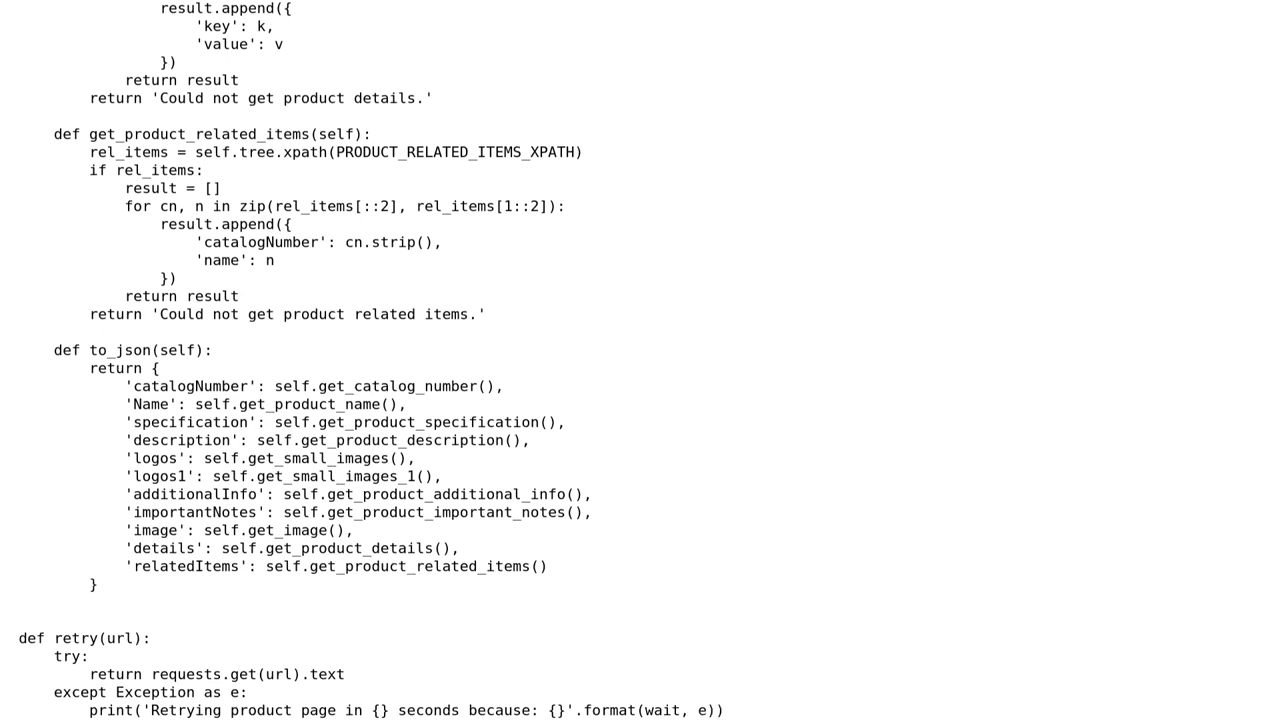 result.append({
                    'key': k,
                    'value': v
                })
            return result
        return 'Could not get product details.'

    def get_product_related_items(self):
        rel_items = self.tree.xpath(PRODUCT_RELATED_ITEMS_XPATH)
        if rel_items:
            result = []
            for cn, n in zip(rel_items[::2], rel_items[1::2]):
                result.append({
                    'catalogNumber': cn.strip(),
                    'name': n
                })
            return result
        return 'Could not get product related items.'

    def to_json(self):
        return {
            'catalogNumber': self.get_catalog_number(),
            'Name': self.get_product_name(),
            'specification': self.get_product_specification(),
            'description': self.get_product_description(),
            'logos': self.get_small_images(),
            'logos1': self.get_small_images_1(),
            'additionalInfo': self.get_product_additional_info(),
            'importantNotes': self.get_product_important_notes(),
            'image': self.get_image(),
            'details': self.get_product_details(),
            'relatedItems': self.get_product_related_items()
        }


def retry(url):
    try:
        return requests.get(url).text
    except Exception as e:
        print('Retrying product page in {} seconds because: {}'.format(wait, e))